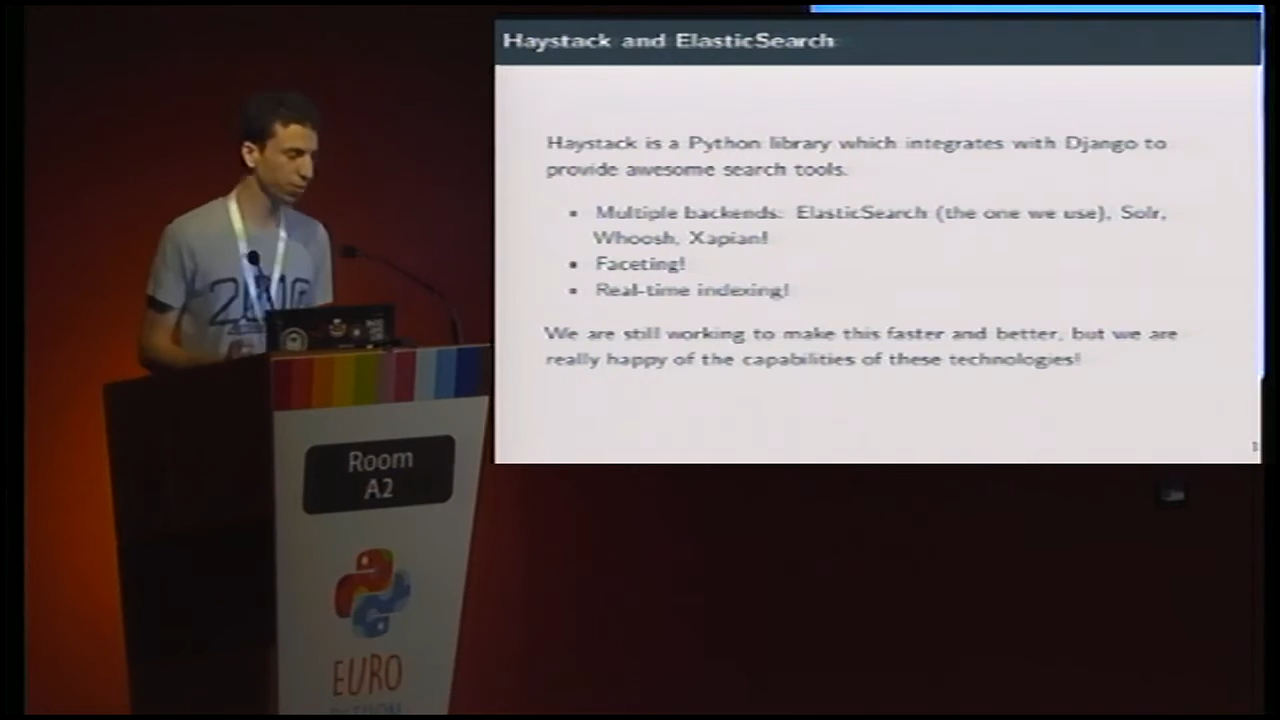 Haystack and ElasticSearch
Haystack is a Python library which integrates with Django to
provide awesome search tools.
Multiple backends: ElasticSearch (the one we use), Solr,
Whoosh, Xapian!
Faceting!
Real-time indexing!
We are still working to make this faster and better, but we are
really happy of the capabilities of these technologies!
Room
A2
EURO